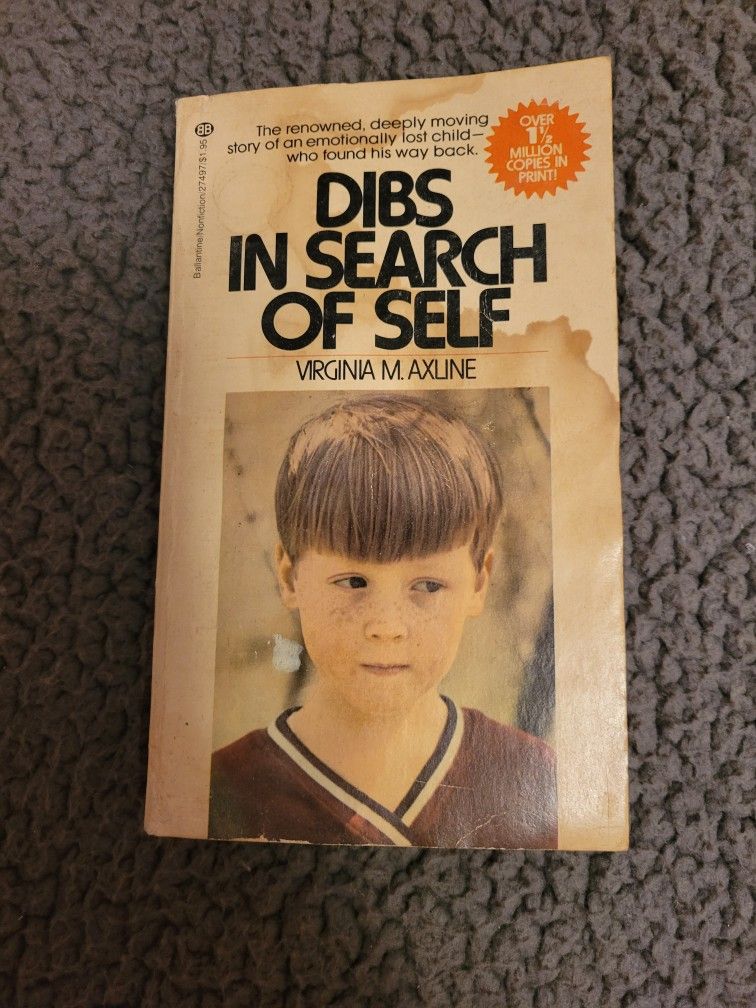 BB
Ballantine/Nonfiction/27497/$1.95
The renowned, deeply moving
story of an emotionally lost child—
who found his way back.
OVER
1½
MILLION
COPIES IN
PRINT!
DIBS
IN SEARCH
OF SELF
VIRGINIA M. AXLINE